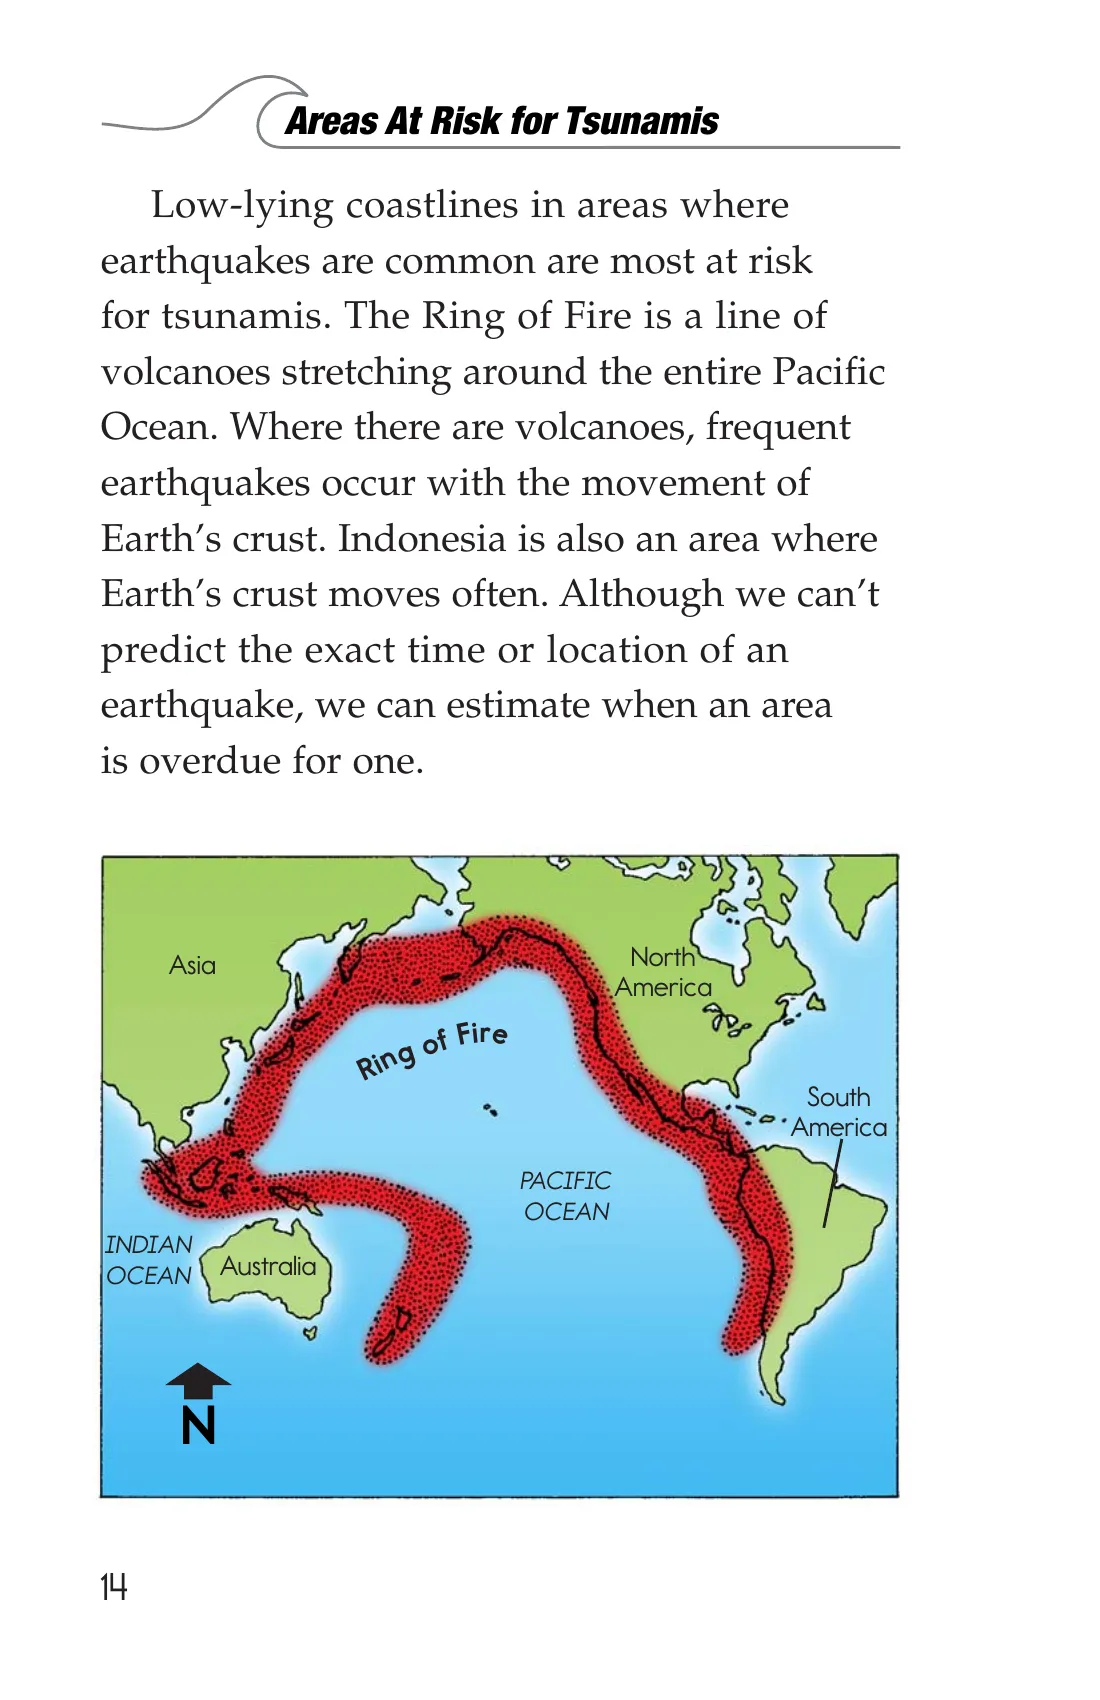 Areas At Risk for Tsunamis
Low-lying coastlines in areas where
earthquakes are common are most at risk
for tsunamis. The Ring of Fire is a line of
volcanoes stretching around the entire Pacific
Ocean. Where there are volcanoes, frequent
earthquakes occur with the movement of
Earth’s crust. Indonesia is also an area where
Earth’s crust moves often. Although we can’t
predict the exact time or location of an
earthquake, we can estimate when an area
is overdue for one.
Asia
North
America
Ring of Fire
South
America
PACIFIC
OCEAN
INDIAN
OCEAN
Australia
N
14